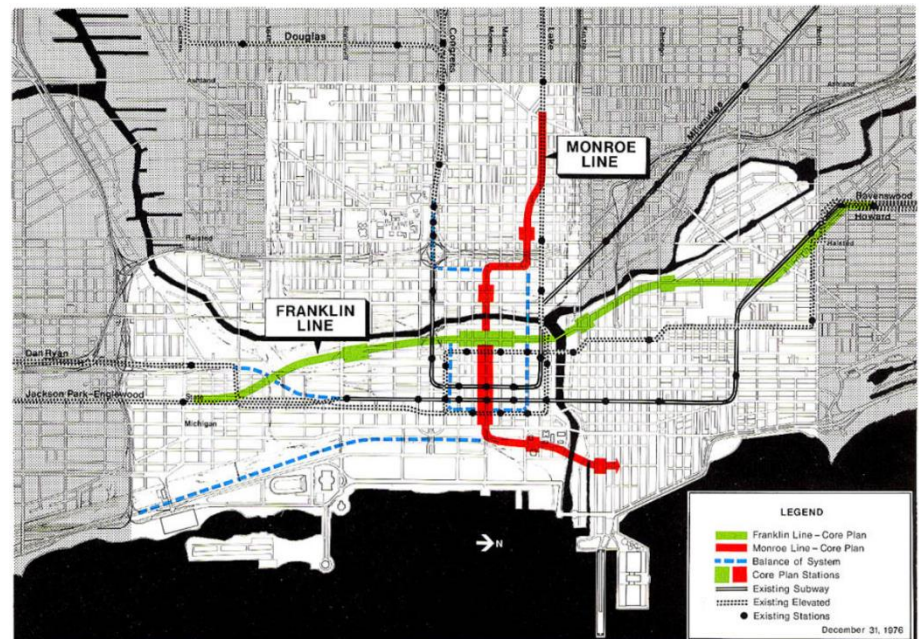 Douglas
Congress
Lake
Ashland
Milwaukee
Ashland
MONROE
LINE
Ravenswood
Howard
Halsted
Halsted
FRANKLIN
LINE
Dan Ryan
Jackson Park-Englewood
State
Michigan
N
LEGEND
Franklin Line – Core Plan
Monroe Line – Core Plan
Balance of System
Core Plan Stations
Existing Subway
Existing Elevated
Existing Stations
December 31, 1976